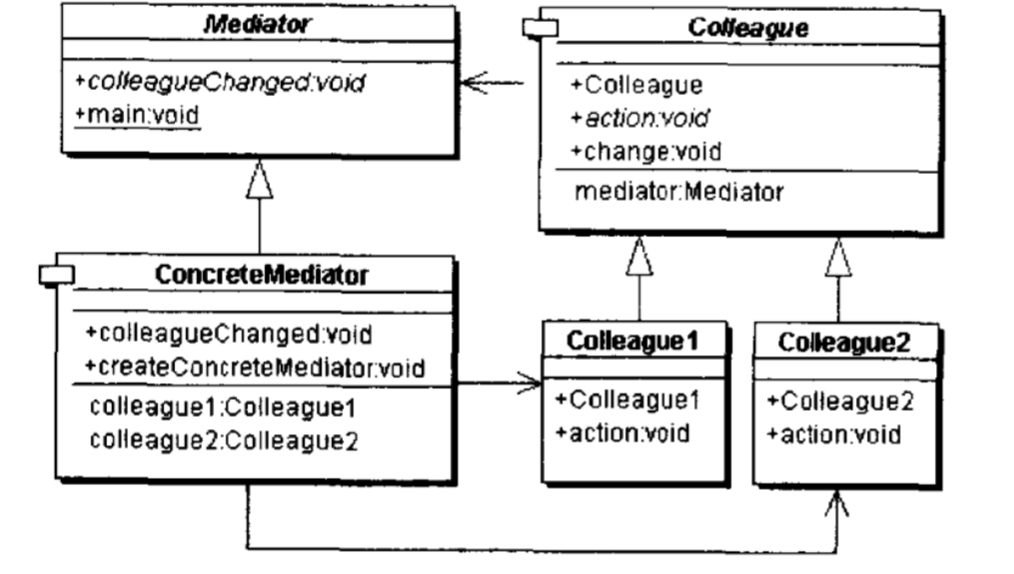 Mediator
+colleagueChanged:void
+main:void
Colleague
+Colleague
+action:void
+change:void
mediator:Mediator
ConcreteMediator
+colleagueChanged:void
+createConcreteMediator:void
colleague1:Colleague1
colleague2:Colleague2
Colleague1
+Colleague1
+action:void
Colleague2
+Colleague2
+action:void